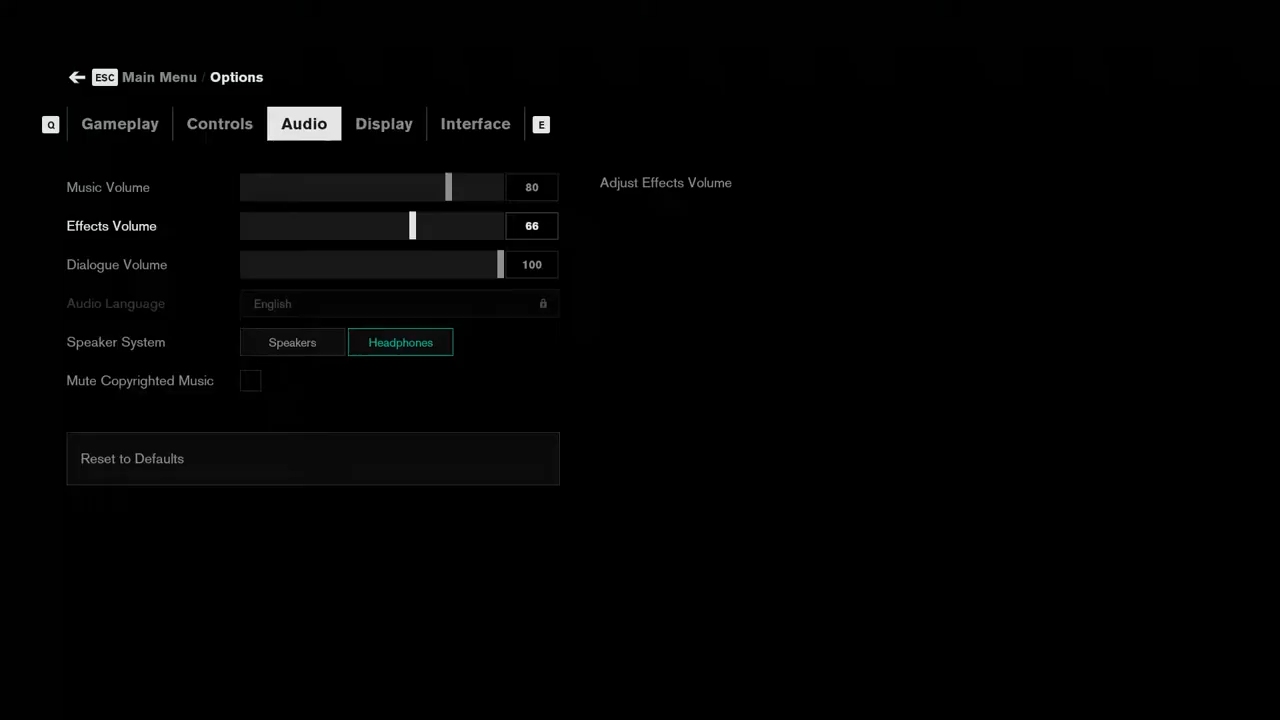 ESC Main Menu / Options
Q Gameplay Controls Audio Display Interface E
Music Volume 80
Adjust Effects Volume
Effects Volume 66
Dialogue Volume 100
Audio Language English
Speaker System Speakers Headphones
Mute Copyrighted Music
Reset to Defaults